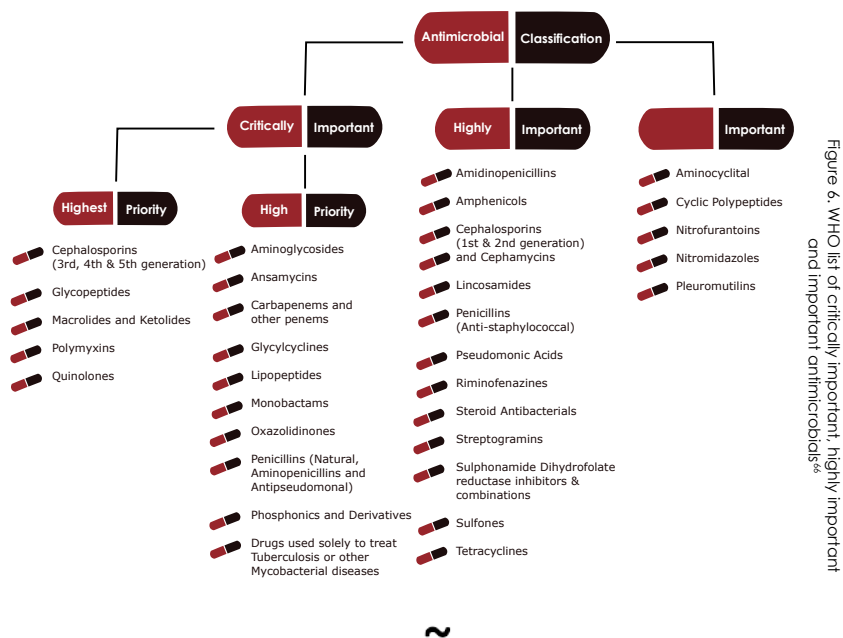 Antimicrobial Classification
Critically Important
Highest Priority
Cephalosporins
(3rd, 4th & 5th generation)
Glycopeptides
Macrolides and Ketolides
Polymyxins
Quinolones
High Priority
Aminoglycosides
Ansamycins
Carbapenems and
other penems
Glycylcyclines
Lipopeptides
Monobactams
Oxazolidinones
Penicillins (Natural,
Aminopenicillins and
Antipseudomonal)
Phosphonics and Derivatives
Drugs used solely to treat
Tuberculosis or other
Mycobacterial diseases
Highly Important
Amidinopenicillins
Amphenicols
Cephalosporins
(1st & 2nd generation)
and Cephamycins
Lincosamides
Penicillins
(Anti-staphylococcal)
Pseudomonic Acids
Riminofenazines
Steroid Antibacterials
Streptogramins
Sulphonamide Dihydrofolate
reductase inhibitors &
combinations
Sulfones
Tetracyclines
Important
Aminocyclital
Cyclic Polypeptides
Nitrofurantoins
Nitromidazoles
Pleuromutilins
Figure 6. WHO list of critically important, highly important
and important antimicrobials⁶⁶
~